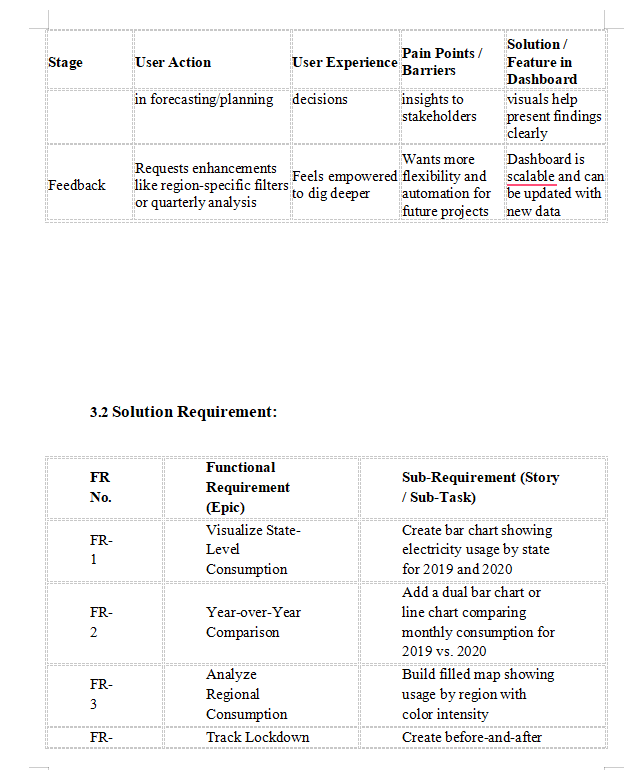 Stage
User Action
User Experience
Pain Points /
Barriers
Solution /
Feature in
Dashboard
in forecasting/planning
decisions
insights to
stakeholders
visuals help
present findings
clearly
Feedback
Requests enhancements
like region-specific filters
or quarterly analysis
Feels empowered
to dig deeper
Wants more
flexibility and
automation for
future projects
Dashboard is
scalable and can
be updated with
new data
3.2 Solution Requirement:
FR
No.
Functional
Requirement
(Epic)
Sub-Requirement (Story
/ Sub-Task)
FR-
1
Visualize State-
Level
Consumption
Create bar chart showing
electricity usage by state
for 2019 and 2020
FR-
2
Year-over-Year
Comparison
Add a dual bar chart or
line chart comparing
monthly consumption for
2019 vs. 2020
FR-
3
Analyze
Regional
Consumption
Build filled map showing
usage by region with
color intensity
FR-
Track Lockdown
Create before-and-after